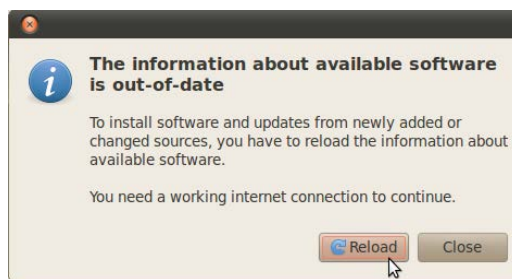 The information about available software
is out-of-date
To install software and updates from newly added or
changed sources, you have to reload the information about
available software.
You need a working internet connection to continue.
Reload Close